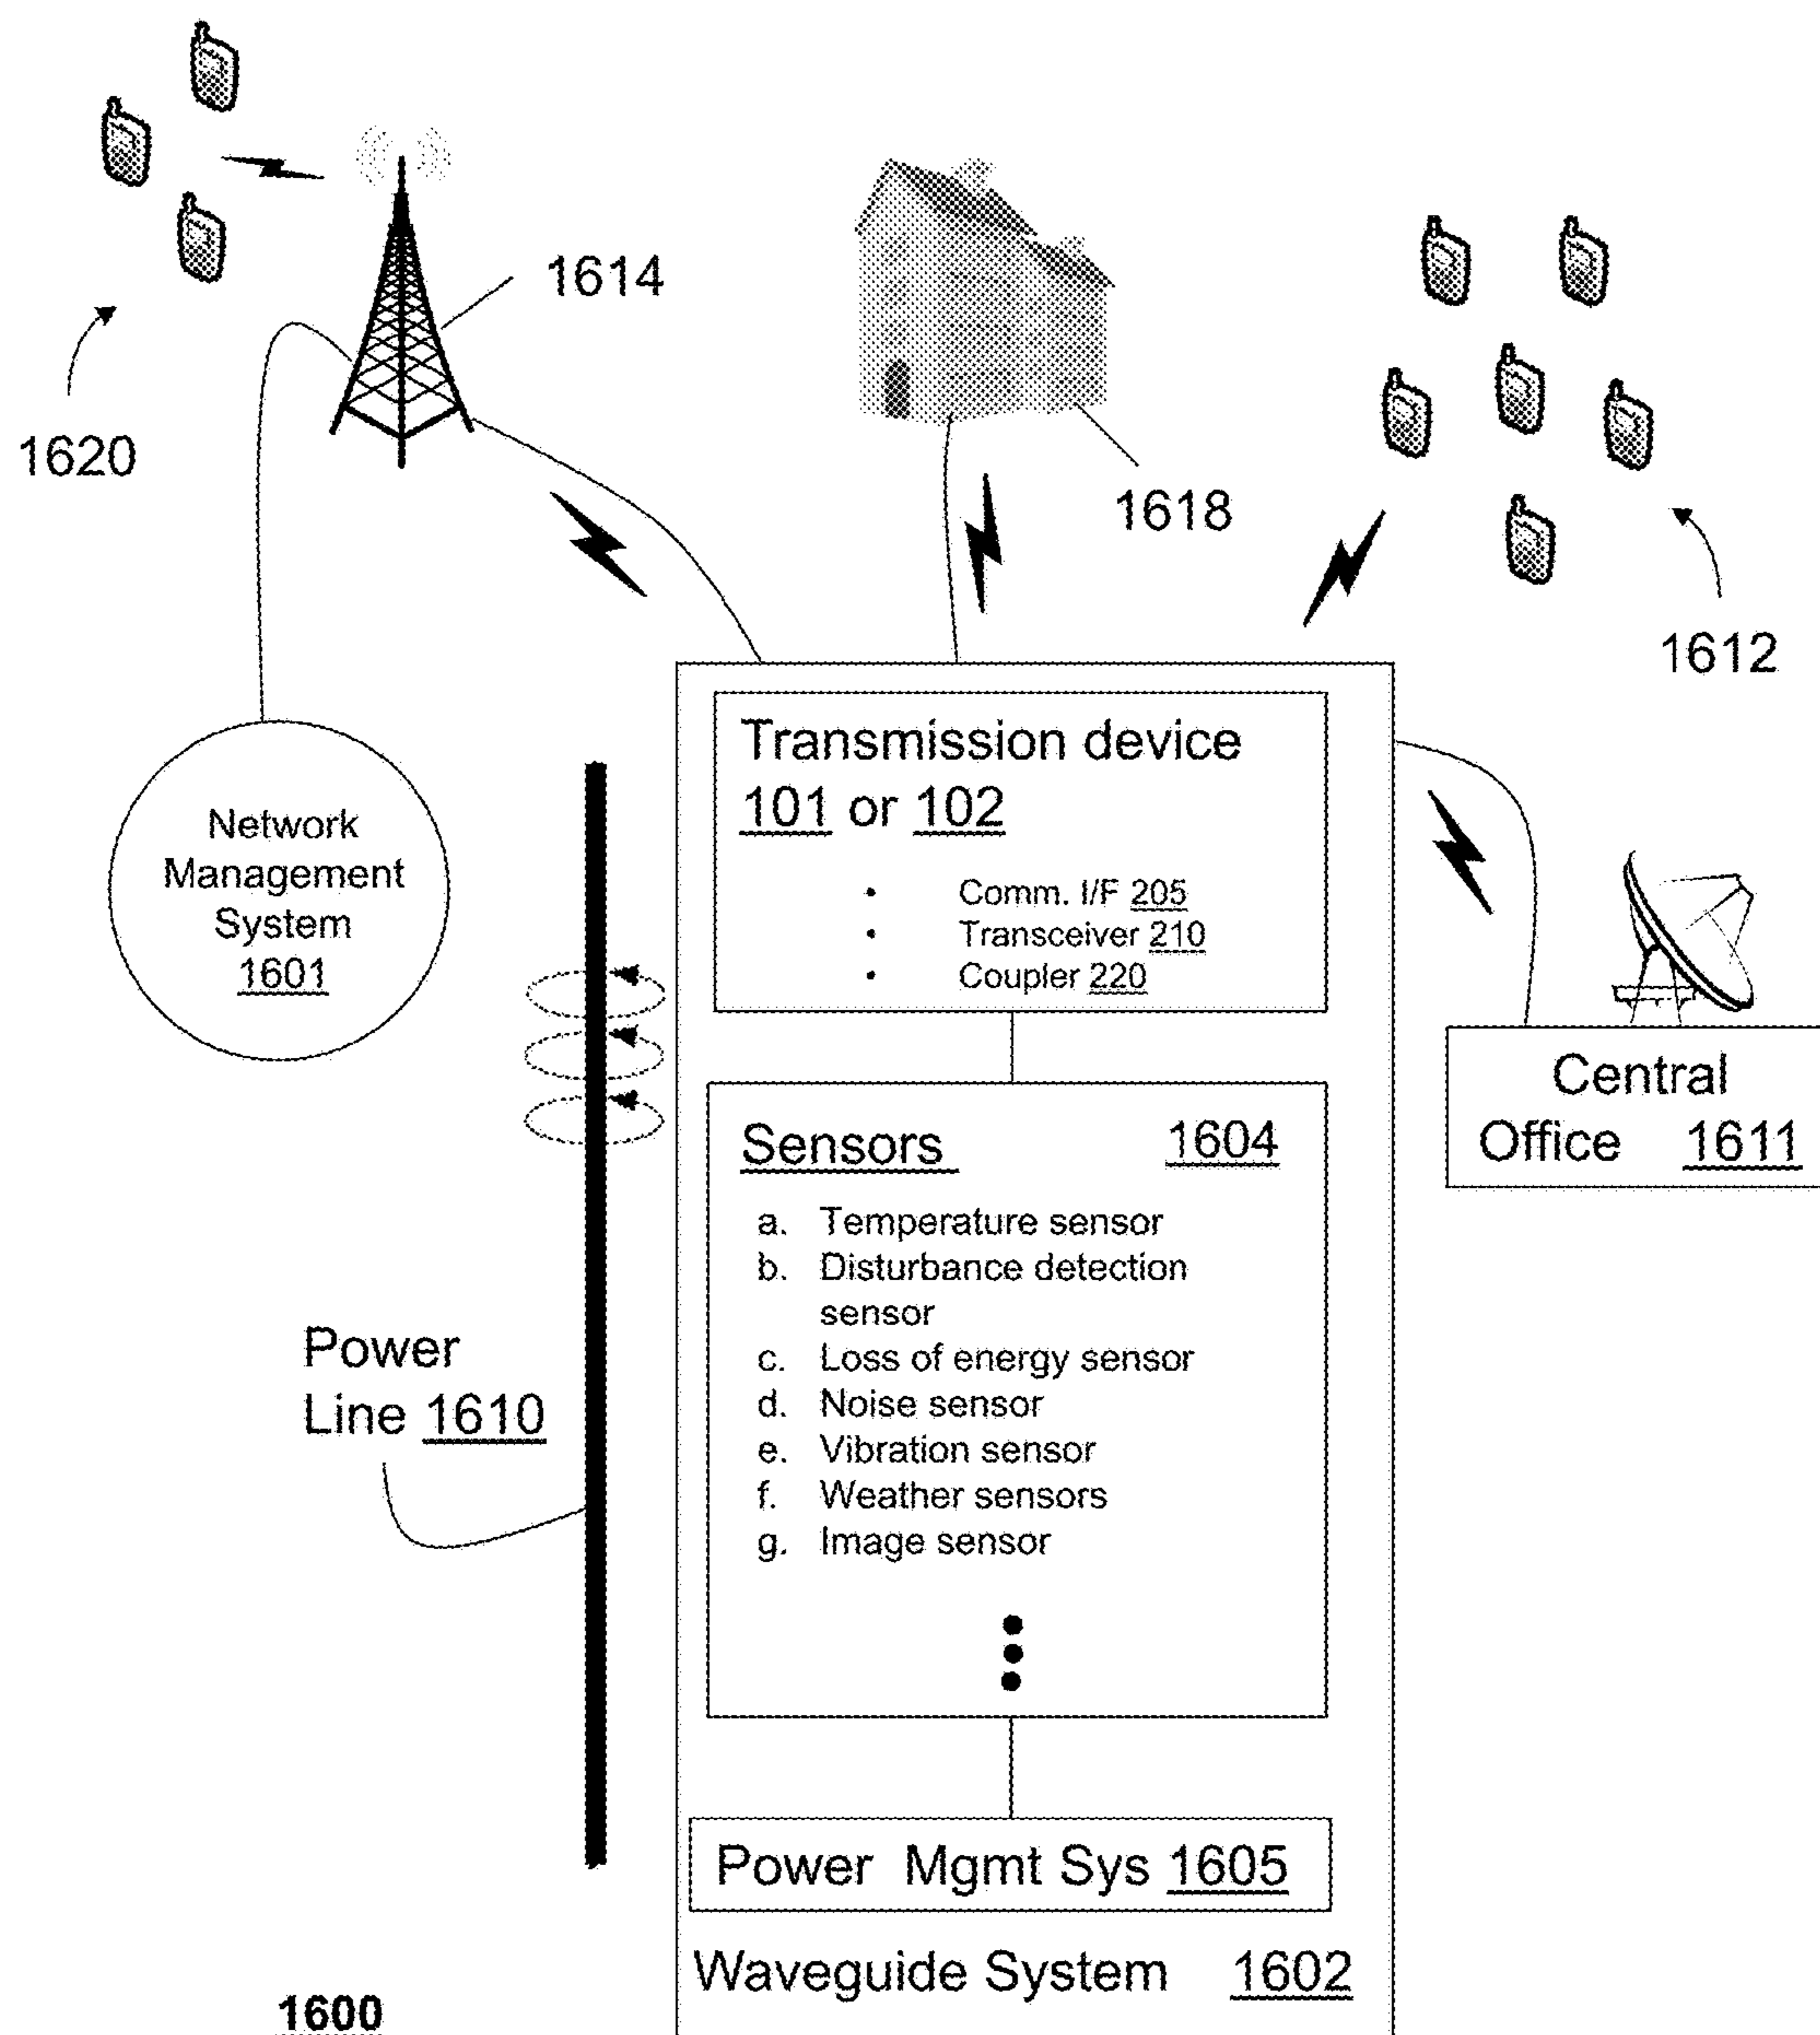 1614
1620
1618
1612
Network
Management
System
1601
Transmission device
101 or 102
• Comm. I/F 205
• Transceiver 210
• Coupler 220
Central
Office 1611
Sensors 1604
a. Temperature sensor
b. Disturbance detection
sensor
c. Loss of energy sensor
d. Noise sensor
e. Vibration sensor
f. Weather sensors
g. Image sensor
Power
Line 1610
Power Mgmt Sys 1605
Waveguide System 1602
1600